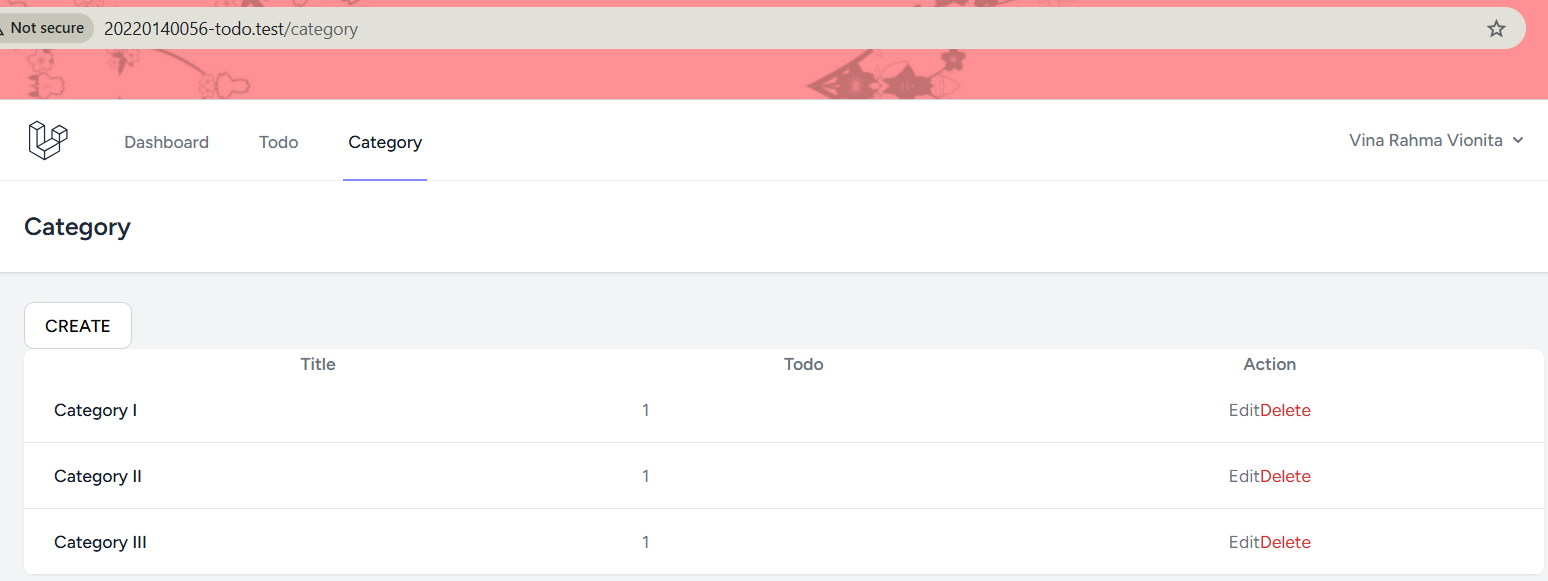 Not secure 20220140056-todo.test/category
Dashboard Todo Category Vina Rahma Vionita
Category
CREATE
Title Todo Action
Category I 1 EditDelete
Category II 1 EditDelete
Category III 1 EditDelete